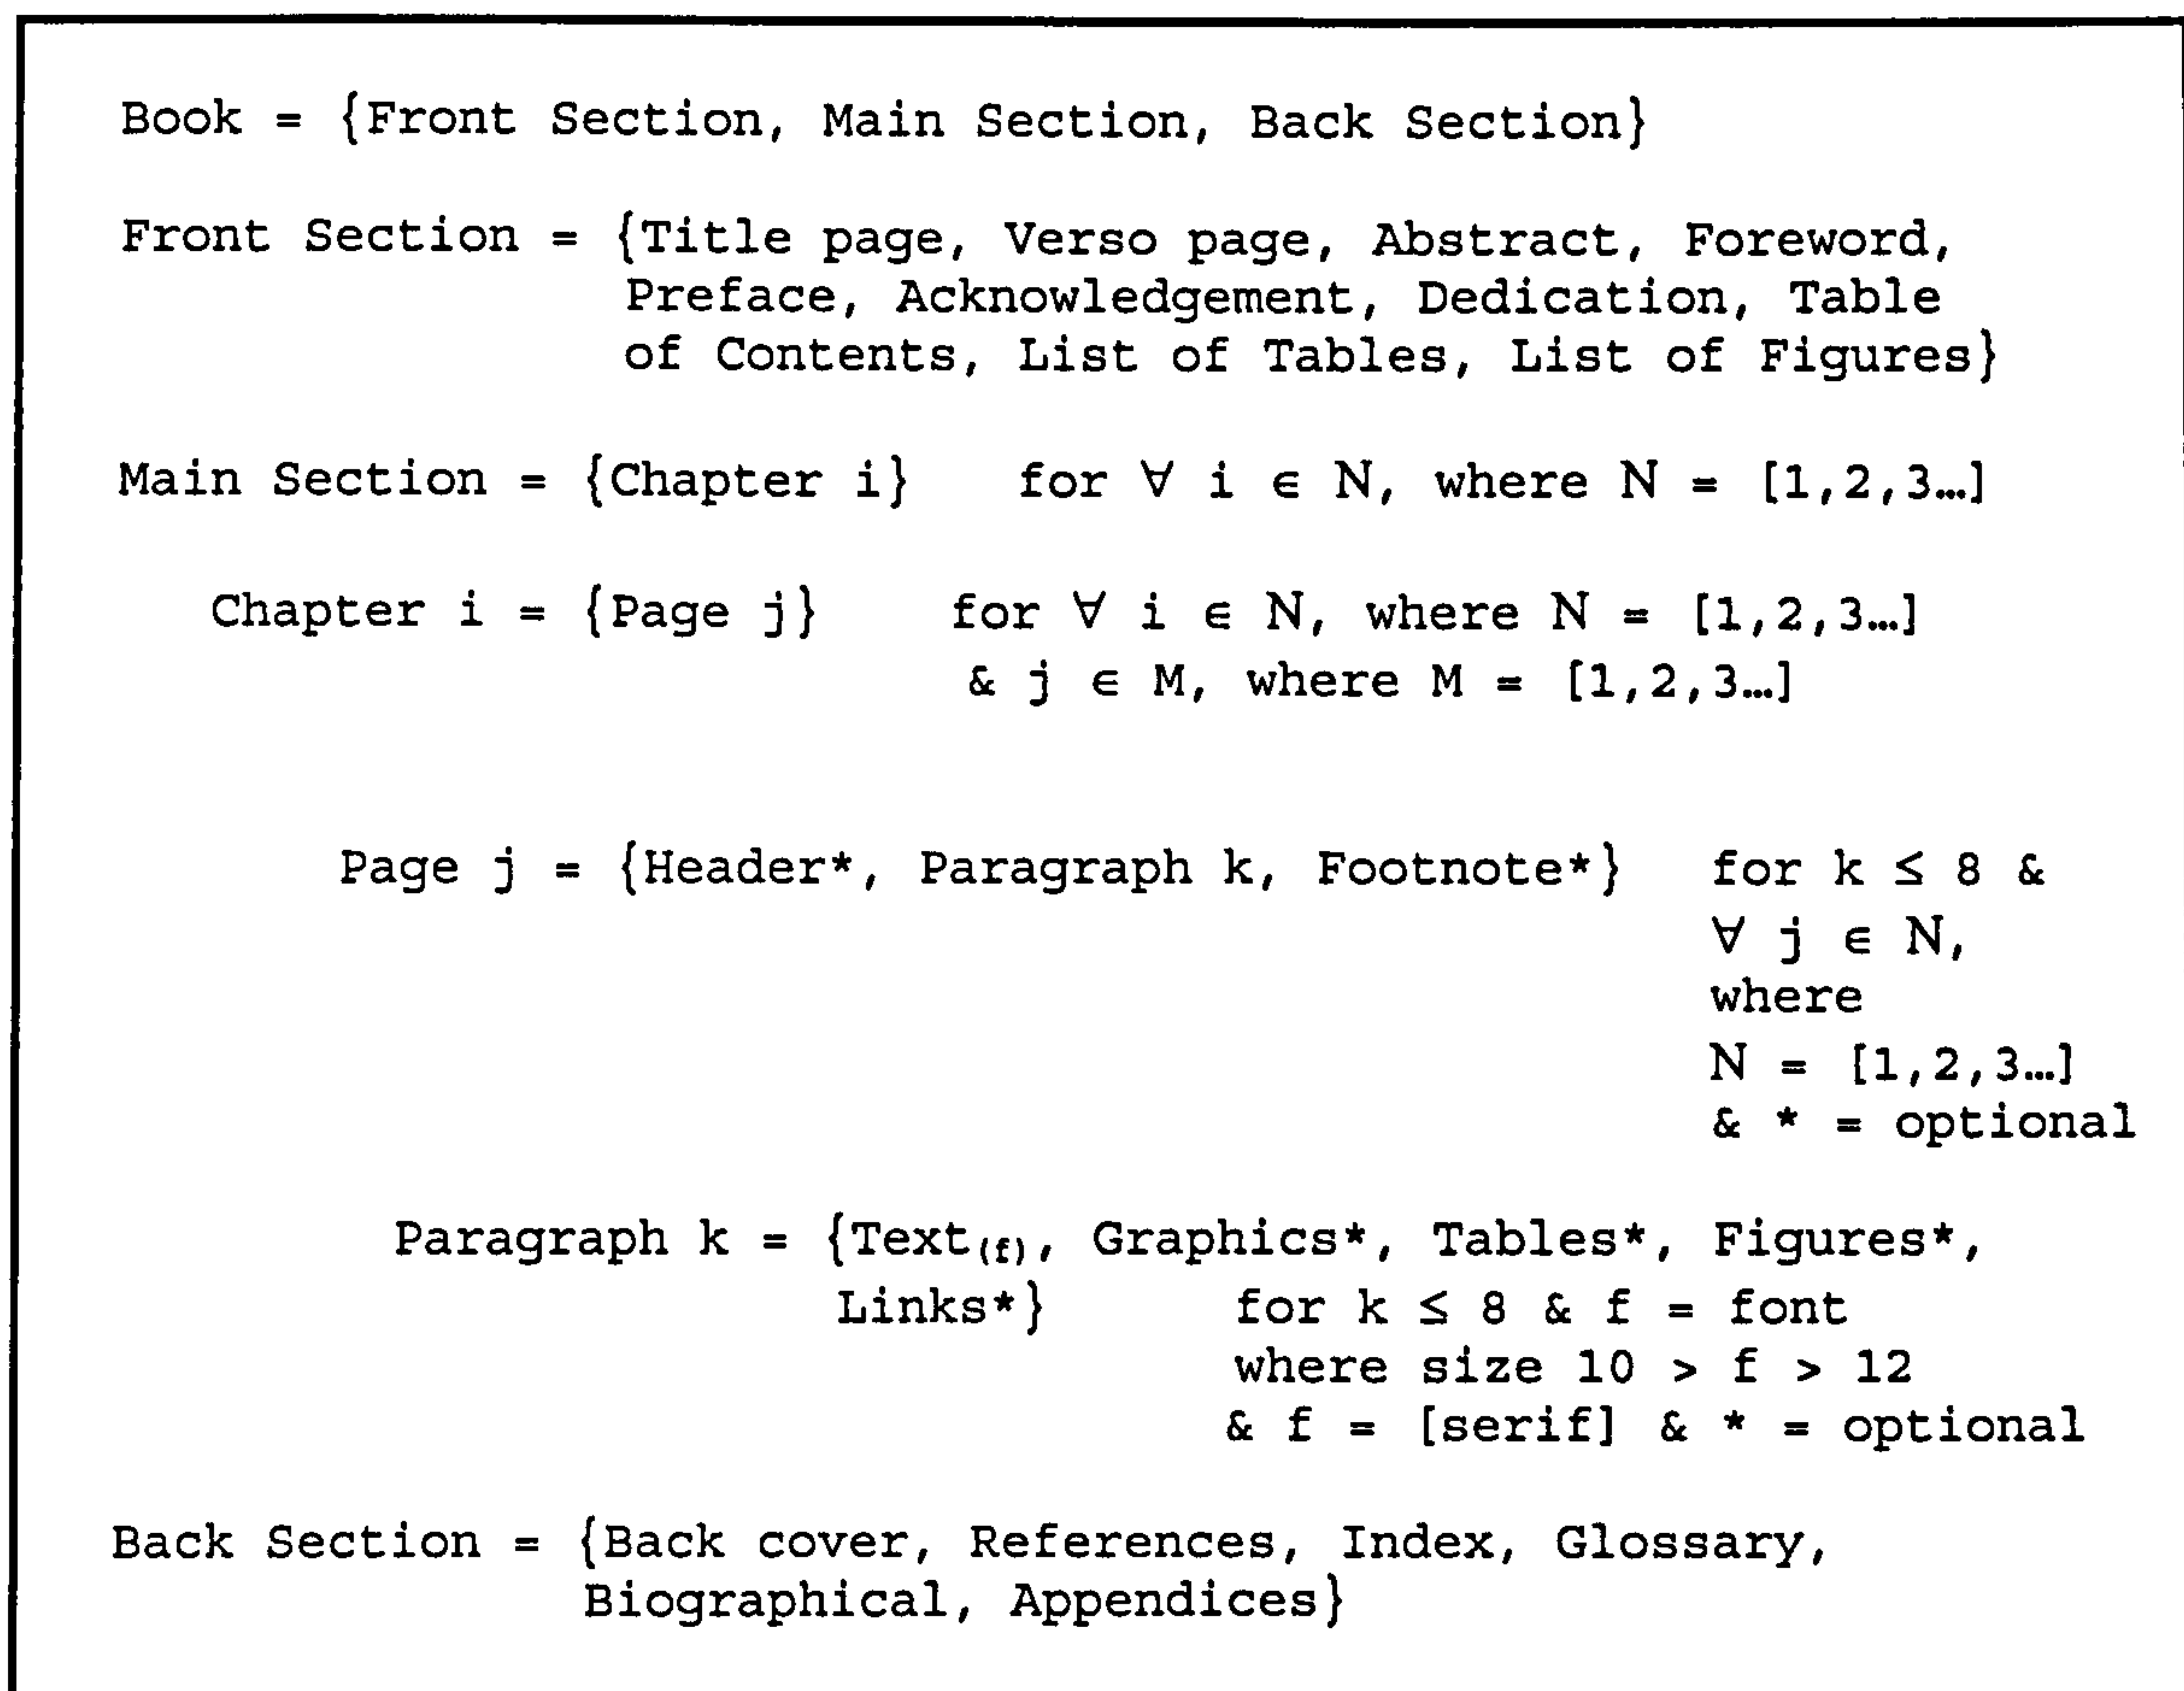 Book = {Front Section, Main Section, Back Section}
Front Section = {Title page, Verso page, Abstract, Foreword,
Preface, Acknowledgement, Dedication, Table
of Contents, List of Tables, List of Figures}
Main Section = {Chapter i} for ∀ i ∈ N, where N = [1,2,3…]
Chapter i = {Page j} for ∀ i ∈ N, where N = [1,2,3…]
& j ∈ M, where M = [1,2,3…]
Page j = {Header*, Paragraph k, Footnote*} for k ≤ 8 &
∀ j ∈ N,
where
N = [1,2,3…]
& * = optional
Paragraph k = {Text(f), Graphics*, Tables*, Figures*,
Links*} for k ≤ 8 & f = font
where size 10 > f > 12
& f = [serif] & * = optional
Back Section = {Back cover, References, Index, Glossary,
Biographical, Appendices}